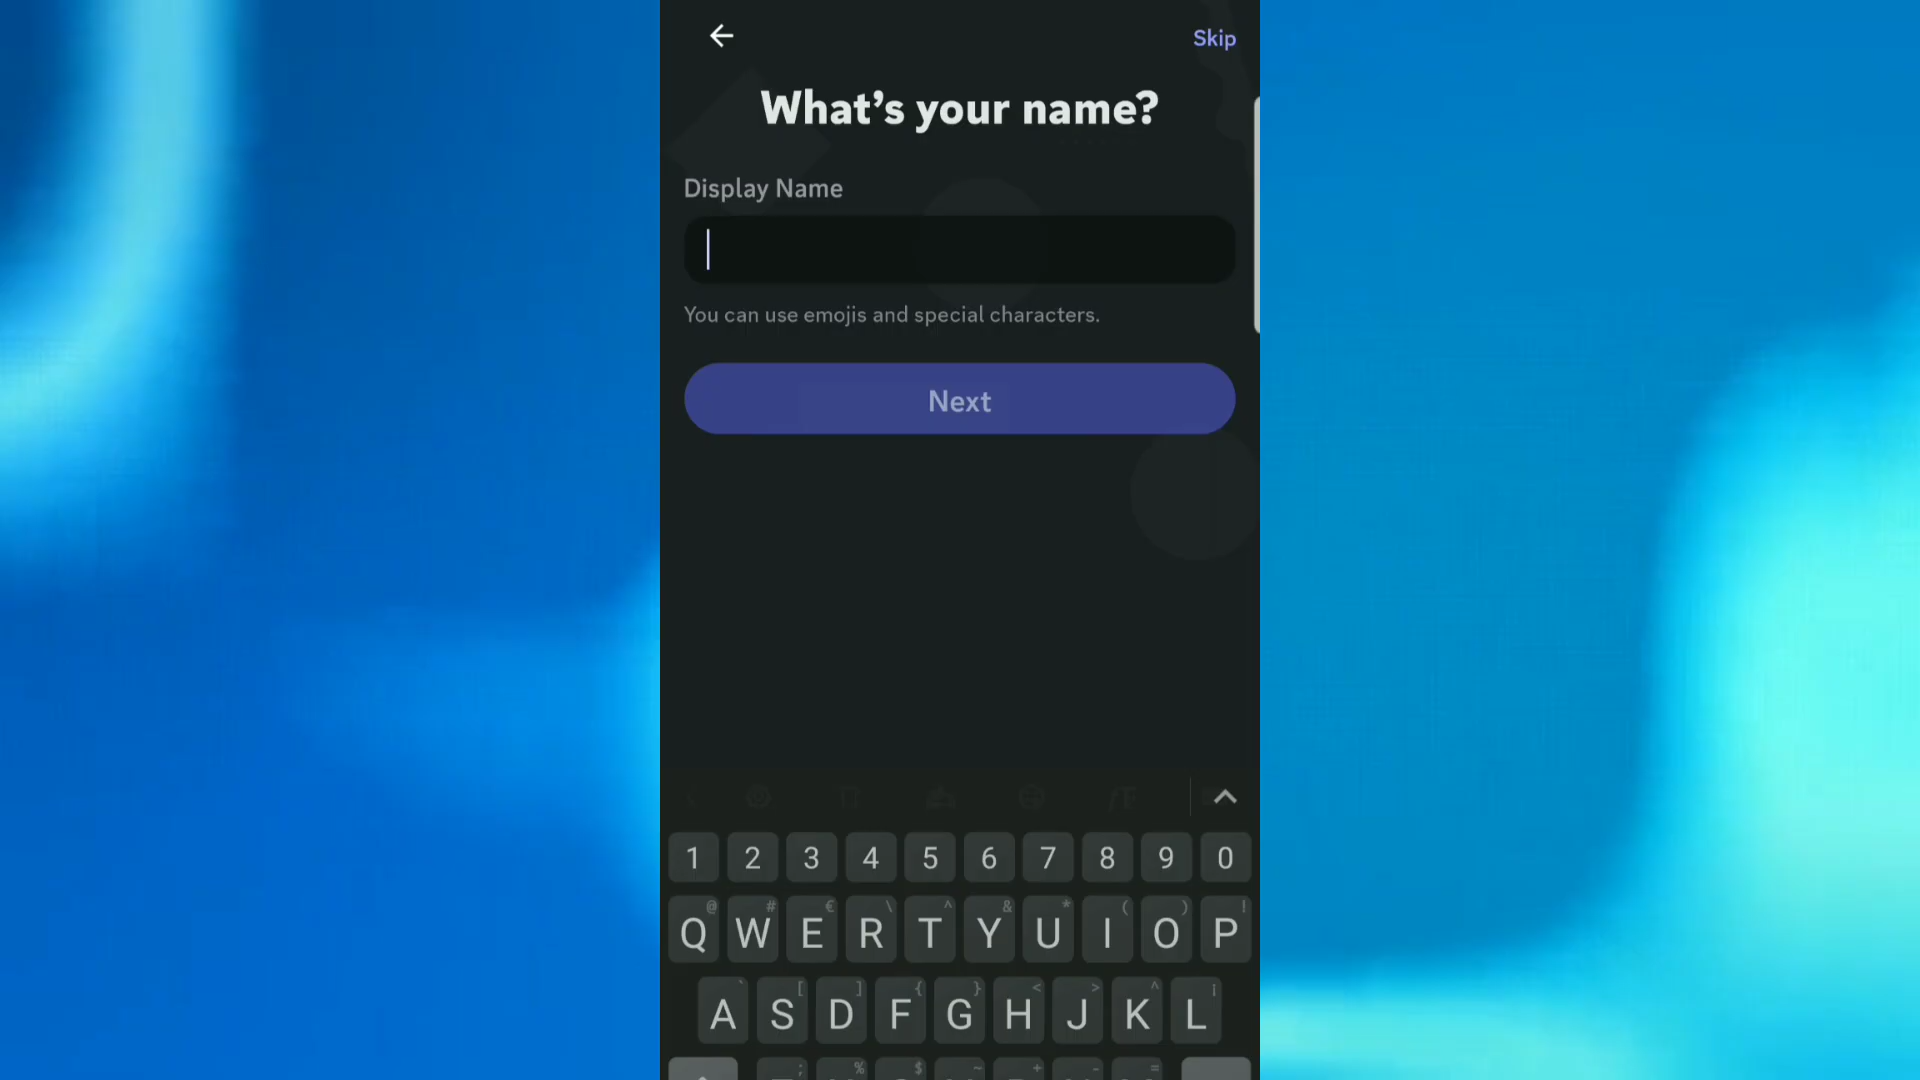 Skip
What's your name?
Display Name
You can use emojis and special characters.
Next
1 2 3 4 5 6 7 8 9 0
@ # € \ ^ & * ( ) !
Q W E R T Y U I O P
` [ ] { } < > ^ ¡
A S D F G H J K L
; % $ ~ + - =